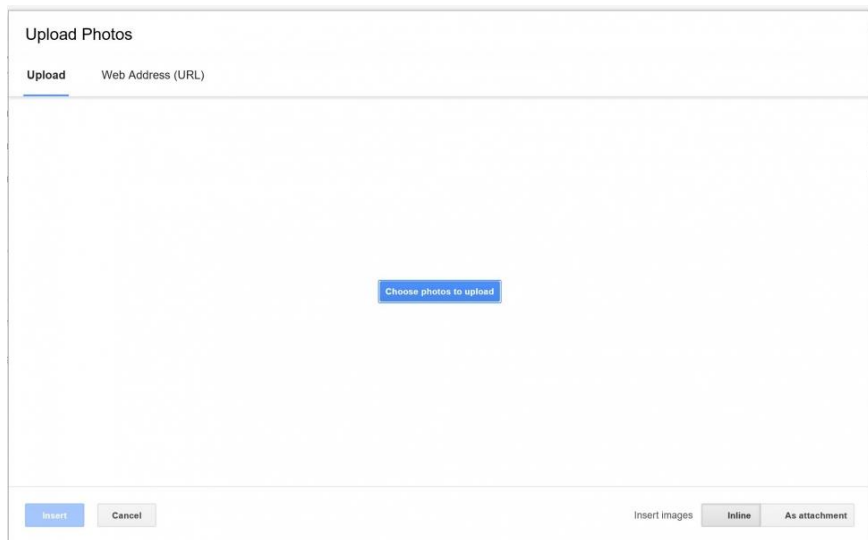 Upload Photos
Upload Web Address (URL)
Choose photos to upload
Insert Cancel Insert images Inline As attachment